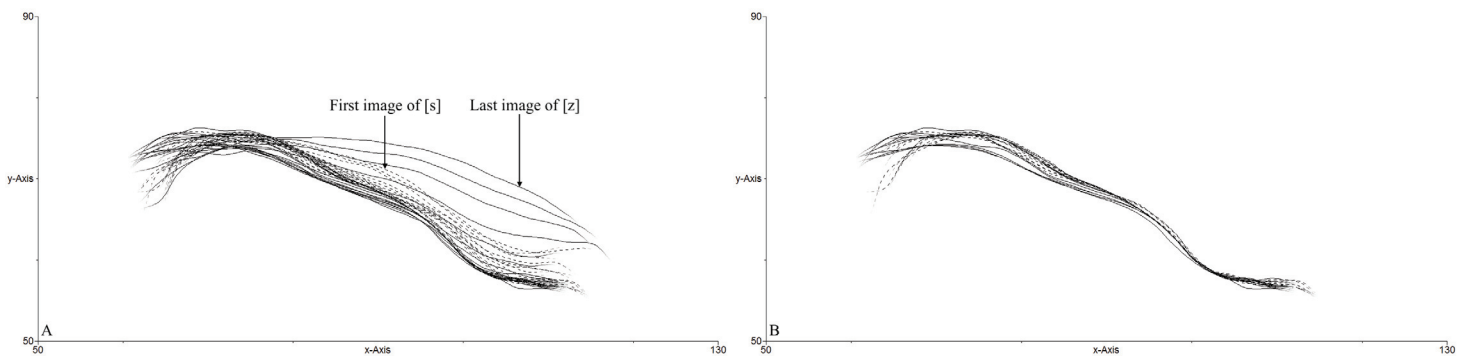 90
First image of [s]
Last image of [z]
y-Axis
A
50
50
x-Axis
130
90
y-Axis
B
50
50
x-Axis
130